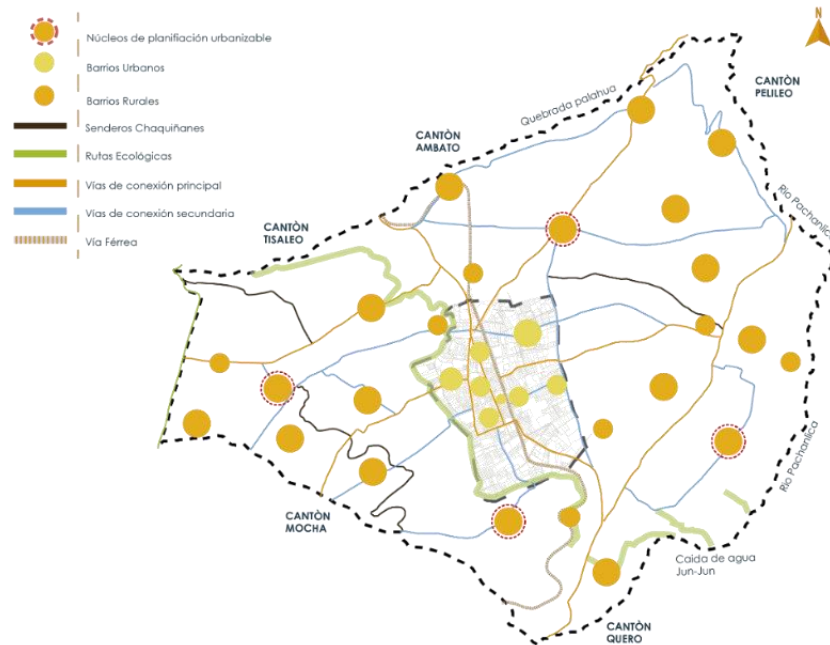 N
Núcleos de planifiación urbanizable
Barrios Urbanos
Barrios Rurales
Senderos Chaquiñanes
Rutas Ecológicas
Vías de conexión principal
Vías de conexión secundaria
Vía Férrea
CANTÒN
PELILEO
Quebrada palahua
CANTÒN
AMBATO
Rio Pachanlica
CANTÒN
TISALEO
Rio Pachanlica
CANTÒN
MOCHA
Caida de agua
Jun-Jun
CANTÒN
QUERO